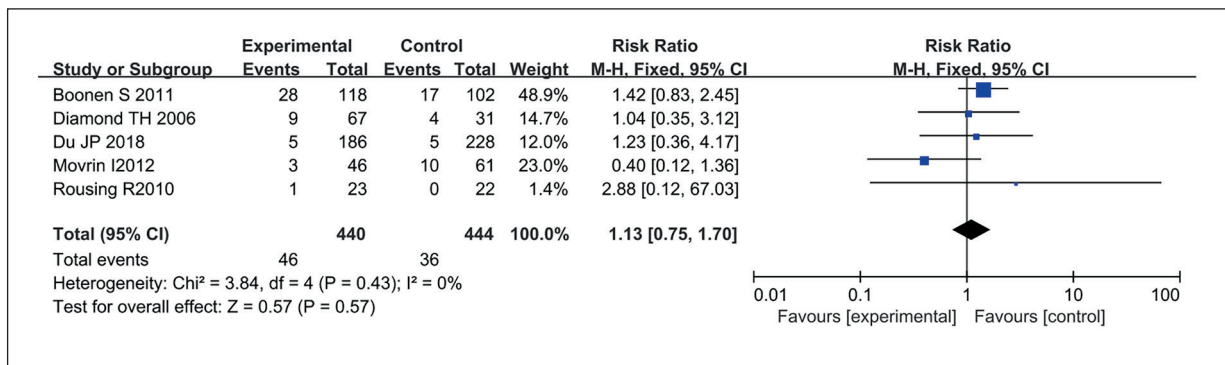 Experimental Control Risk Ratio Risk Ratio
Study or Subgroup Events Total Events Total Weight M-H, Fixed, 95% CI M-H, Fixed, 95% CI
Boonen S 2011 28 118 17 102 48.9% 1.42 [0.83, 2.45]
Diamond TH 2006 9 67 4 31 14.7% 1.04 [0.35, 3.12]
Du JP 2018 5 186 5 228 12.0% 1.23 [0.36, 4.17]
Movrin I2012 3 46 10 61 23.0% 0.40 [0.12, 1.36]
Rousing R2010 1 23 0 22 1.4% 2.88 [0.12, 67.03]
Total (95% CI) 440 444 100.0% 1.13 [0.75, 1.70]
Total events 46 36
Heterogeneity: Chi² = 3.84, df = 4 (P = 0.43); I² = 0%
Test for overall effect: Z = 0.57 (P = 0.57)
0.01 0.1 1 10 100
Favours [experimental] Favours [control]